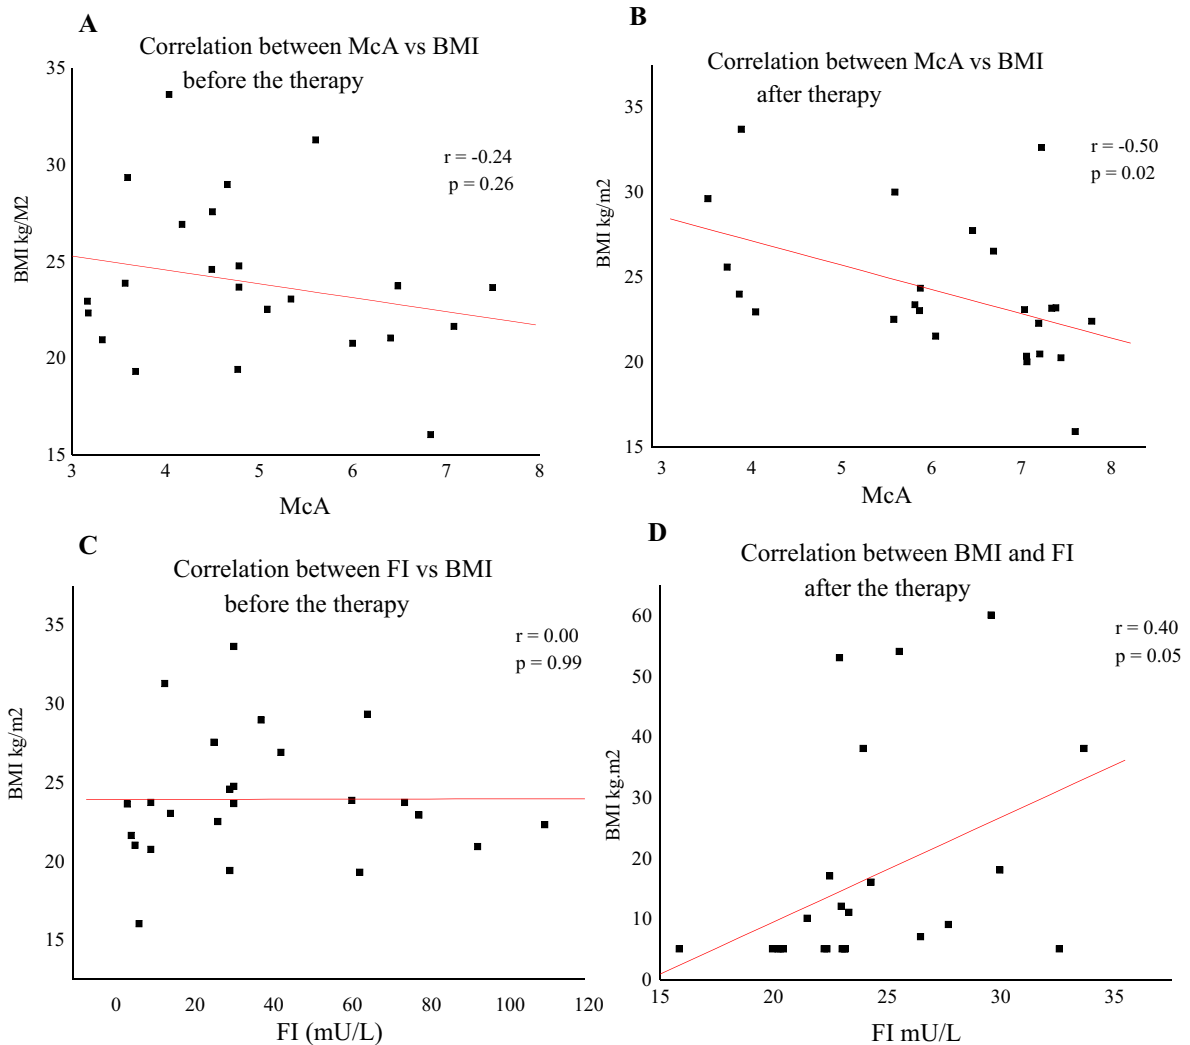 A
Correlation between McA vs BMI
before the therapy
r = -0.24
p = 0.26
BMI kg/M2
35
30
25
20
15
3 4 5 6 7 8
McA
B
Correlation between McA vs BMI
after therapy
r = -0.50
p = 0.02
BMI kg/m2
35
30
25
20
15
3 4 5 6 7 8
McA
C
Correlation between FI vs BMI
before the therapy
r = 0.00
p = 0.99
BMI kg/m2
35
30
25
20
15
0 20 40 60 80 100 120
FI (mU/L)
D
Correlation between BMI and FI
after the therapy
r = 0.40
p = 0.05
BMI kg.m2
60
50
40
30
20
10
0
15 20 25 30 35
FI mU/L